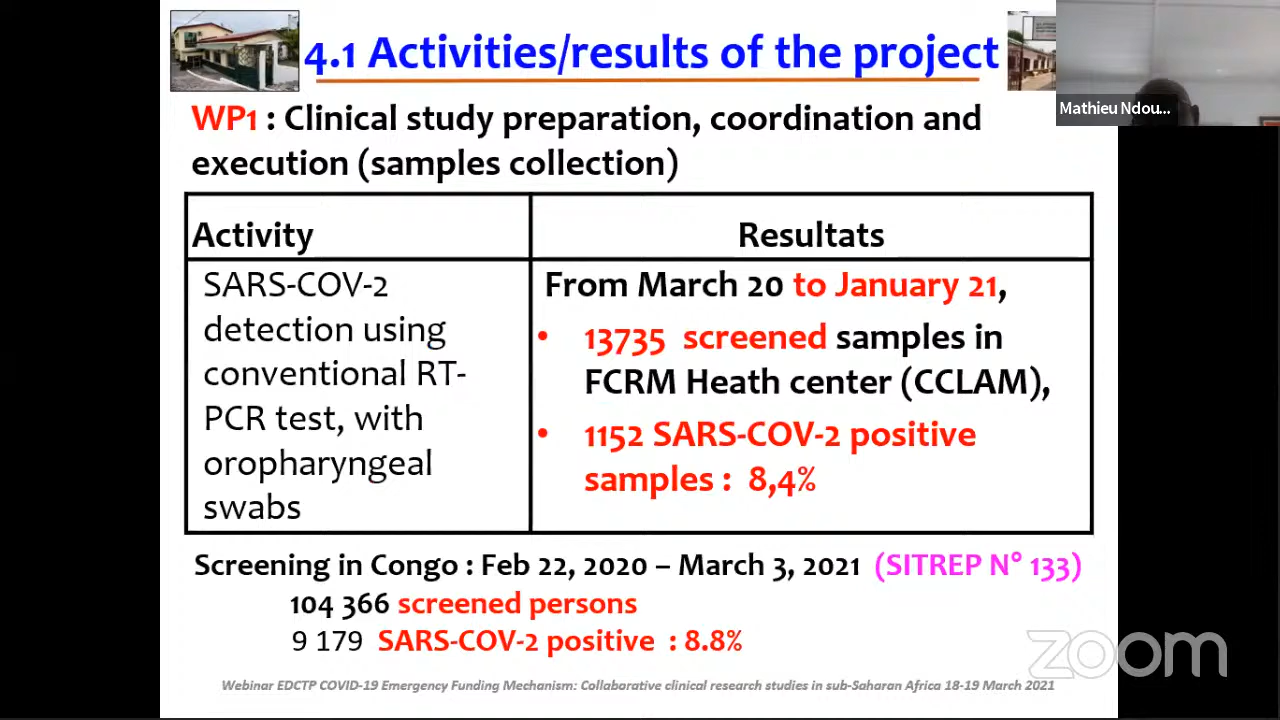 4.1 Activities/results of the project
Mathieu Ndou...
WP1 : Clinical study preparation, coordination and
execution (samples collection)
Activity
Resultats
SARS-COV-2
detection using
conventional RT-
PCR test, with
oropharyngeal
swabs
From March 20 to January 21,
• 13735 screened samples in
FCRM Heath center (CCLAM),
• 1152 SARS-COV-2 positive
samples : 8,4%
Screening in Congo : Feb 22, 2020 – March 3, 2021 (SITREP N° 133)
104 366 screened persons
9 179 SARS-COV-2 positive : 8.8%
zoom
Webinar EDCTP COVID-19 Emergency Funding Mechanism: Collaborative clinical research studies in sub-Saharan Africa 18-19 March 2021